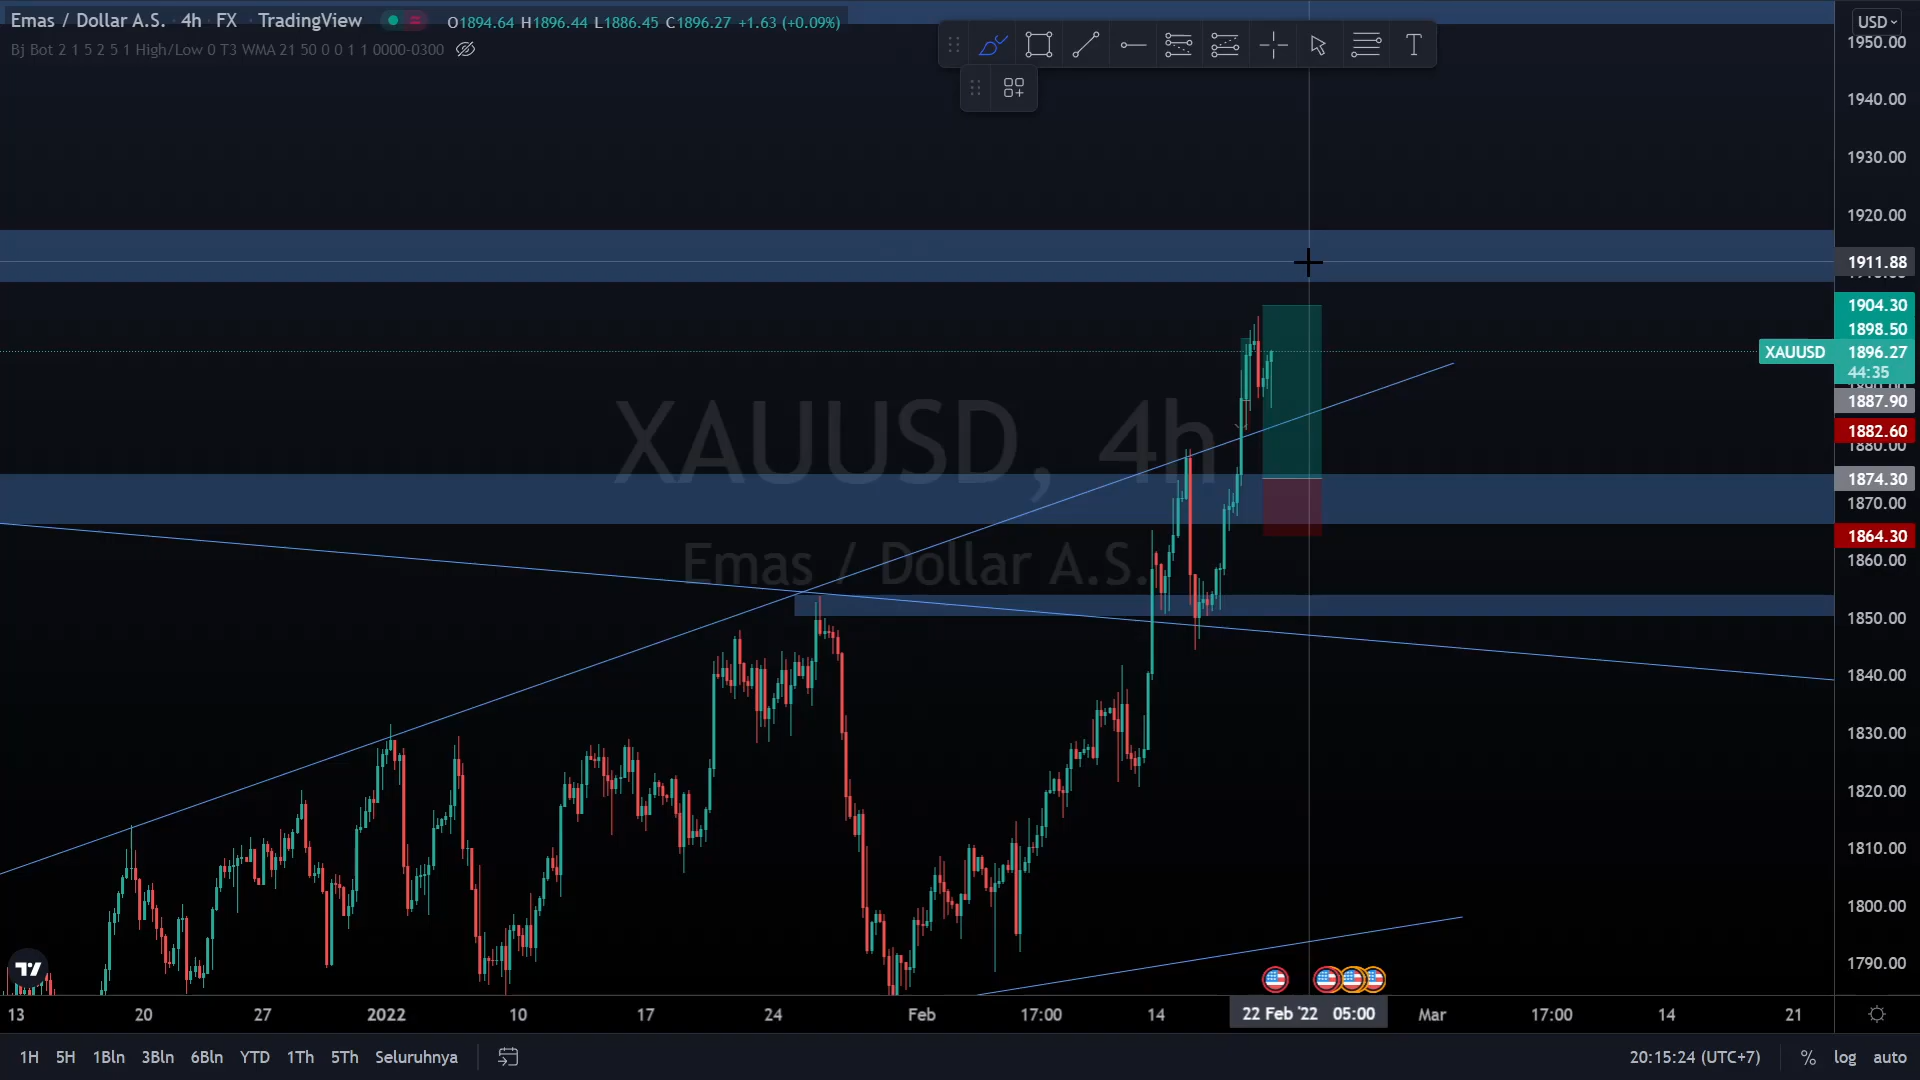 Emas / Dollar A.S. · 4h · FX · TradingView
O1894.64 H1896.44 L1886.45 C1896.27 +1.63 (+0.09%)
USD
Bj Bot 2 1 5 2 5 1 High/Low 0 T3 WMA 21 50 0 0 1 1 0000-0300
T
1950.00
1940.00
1930.00
1920.00
1911.88
1904.30
1898.50
XAUUSD 1896.27
44:35
1887.90
1882.60
1880.00
1874.30
1870.00
1864.30
1860.00
1850.00
1840.00
1830.00
1820.00
1810.00
1800.00
1790.00
XAUUSD, 4h
Emas / Dollar A.S.
13 20 27 2022 10 17 24 Feb 17:00 14 22 Feb '22 05:00 Mar 17:00 14 21
1H 5H 1Bln 3Bln 6Bln YTD 1Th 5Th Seluruhnya
20:15:24 (UTC+7) % log auto